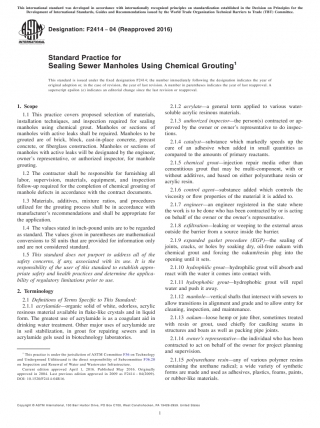 This international standard was developed in accordance with internationally recognized principles on standardization established in the Decision on Principles for the
Development of International Standards, Guides and Recommendations issued by the World Trade Organization Technical Barriers to Trade (TBT) Committee.
Designation: F2414 − 04 (Reapproved 2016)
INTERNATIONAL
Standard Practice for
Sealing Sewer Manholes Using Chemical Grouting1
This standard is issued under the fixed designation F2414; the number immediately following the designation indicates the year of
original adoption or, in the case of revision, the year of last revision. A number in parentheses indicates the year of last reapproval. A
superscript epsilon (ε) indicates an editorial change since the last revision or reapproval.
1. Scope
1.1 This practice covers proposed selection of materials,
installation techniques, and inspection required for sealing
manholes using chemical grout. Manholes or sections of
manholes with active leaks shall be repaired. Manholes to be
grouted are of brick, block, cast-in-place concrete, precast
concrete, or fiberglass construction. Manholes or sections of
manholes with active leaks will be designated by the engineer,
owner's representative, or authorized inspector, for manhole
grouting.
1.2 The contractor shall be responsible for furnishing all
labor, supervision, materials, equipment, and inspection
follow-up required for the completion of chemical grouting of
manhole defects in accordance with the contract documents.
1.3 Materials, additives, mixture ratios, and procedures
utilized for the grouting process shall be in accordance with
manufacturer's recommendations and shall be appropriate for
the application.
1.4 The values stated in inch-pound units are to be regarded
as standard. The values given in parentheses are mathematical
conversions to SI units that are provided for information only
and are not considered standard.
1.5 This standard does not purport to address all of the
safety concerns, if any, associated with its use. It is the
responsibility of the user of this standard to establish appro-
priate safety and health practices and determine the applica-
bility of regulatory limitations prior to use.
2. Terminology
2.1 Definitions of Terms Specific to This Standard:
2.1.1 acrylamide—organic solid of white, odorless, acrylic
resinous material available in flake-like crystals and in liquid
form. The greatest use of acrylamide is as a coagulant aid in
drinking water treatment. Other major uses of acrylamide are
in soil stabilization, in grout for repairing sewers and in
acrylamide gels used in biotechnology laboratories.
1 This practice is under the jurisdiction of ASTM Committee F36 on Technology
and Underground Utilities and is the direct responsibility of Subcommittee F36.20
on Inspection and Renewal of Water and Wastewater Infrastructure.
Current edition approved April 1, 2016. Published May 2016. Originally
approved in 2004. Last previous edition approved in 2009 as F2414 –
2.1.2 acrylate—a general term applied to various water-
soluble acrylic resinous materials.
2.1.3 authorized inspector—the person(s) contracted or ap-
proved by the owner or owner's representative to do inspec-
tions.
2.1.4 catalyst—substance which markedly speeds up the
cure of an adhesive when added in small quantities as
compared to the amounts of primary reactants.
2.1.5 chemical grout—injection repair media other than
cementitious grout that may be multi-component, with or
without additives, and based on either polyurethane resin or
acrylic resin.
2.1.6 control agent—substance added which controls the
viscosity or flow properties of the material it is added to.
2.1.7 engineer—an engineer registered in the state where
the work is to be done who has been contracted by or is acting
on behalf of the owner or the owner's representative.
2.1.8 exfiltration—leaking or weeping to the external areas
outside the barrier from a source inside the barrier.
2.1.9 expanded gasket procedure (EGP)—the sealing of
joints, cracks, or holes by soaking dry jute oakum with
chemical grout and forcing the oakum/resin plug into the
opening until it sets.
2.1.10 hydrophilic grout—hydrophilic grout will absorb and
react with the water it comes into contact with.
2.1.11 hydrophobic grout—hydrophobic grout will repel
water and push it away.
2.1.12 manhole—vertical shafts that intersect with sewers to
allow transitions in alignment and grade and to allow entry for
cleaning, inspection, and maintenance.
2.1.13 oakum—loose hemp or jute fiber, sometimes treated
with resin or grout, used chiefly for caulking seams in
structures and boats as well as packing pipe joints.
2.1.14 owner's representative—the individual who has been
contracted to act on behalf of the owner for project planning
and supervision.
2.1.15 polyurethane resin—any of various polymer resins
containing the urethane radical; a wide variety of synthetic
forms are made and used as adhesives, plastics, foams, paints,
or rubber-like materials.
Copyright © ASTM International, 100 Barr Harbor Drive, PO Box C700, West Conshohocken, PA 19428-2959. United States
1